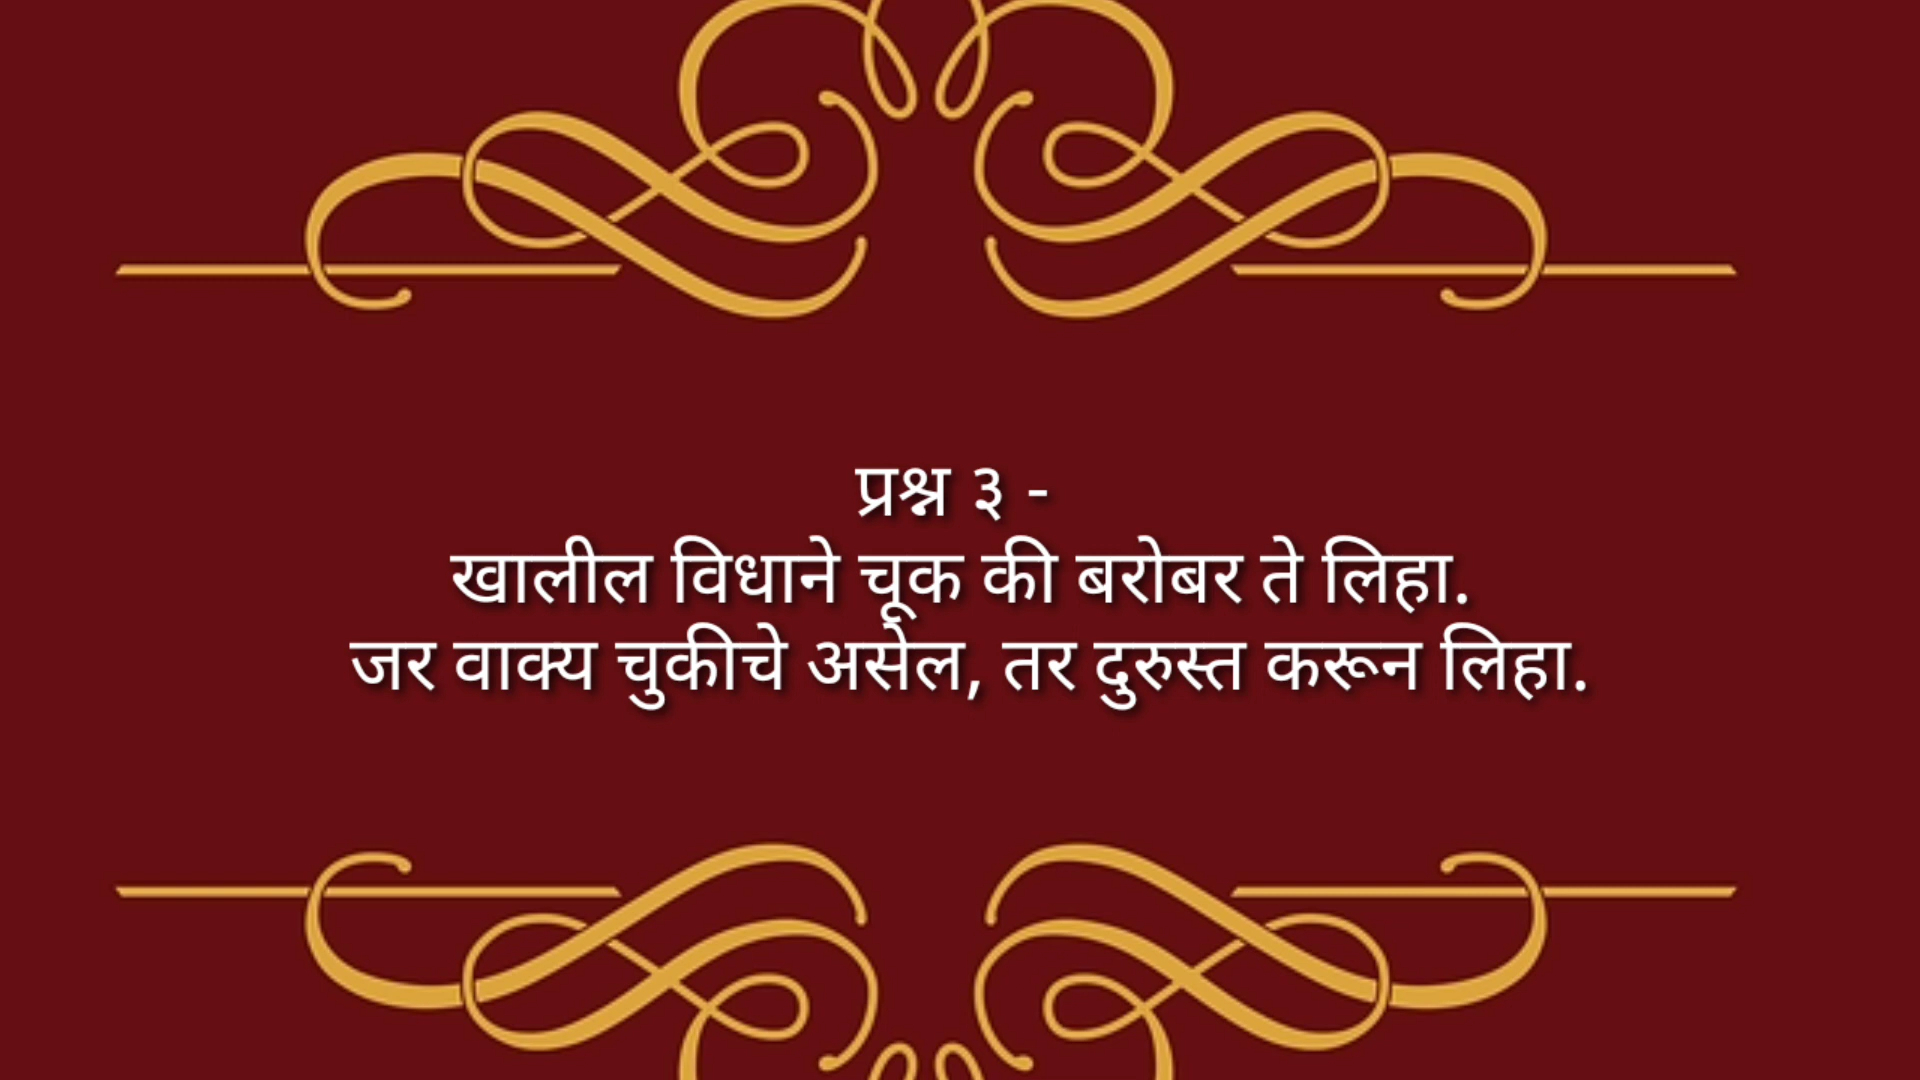 प्रश्न ३ -
खालील विधाने चूक की बरोबर ते लिहा.
जर वाक्य चुकीचे असेल, तर दुरुस्त करून लिहा.